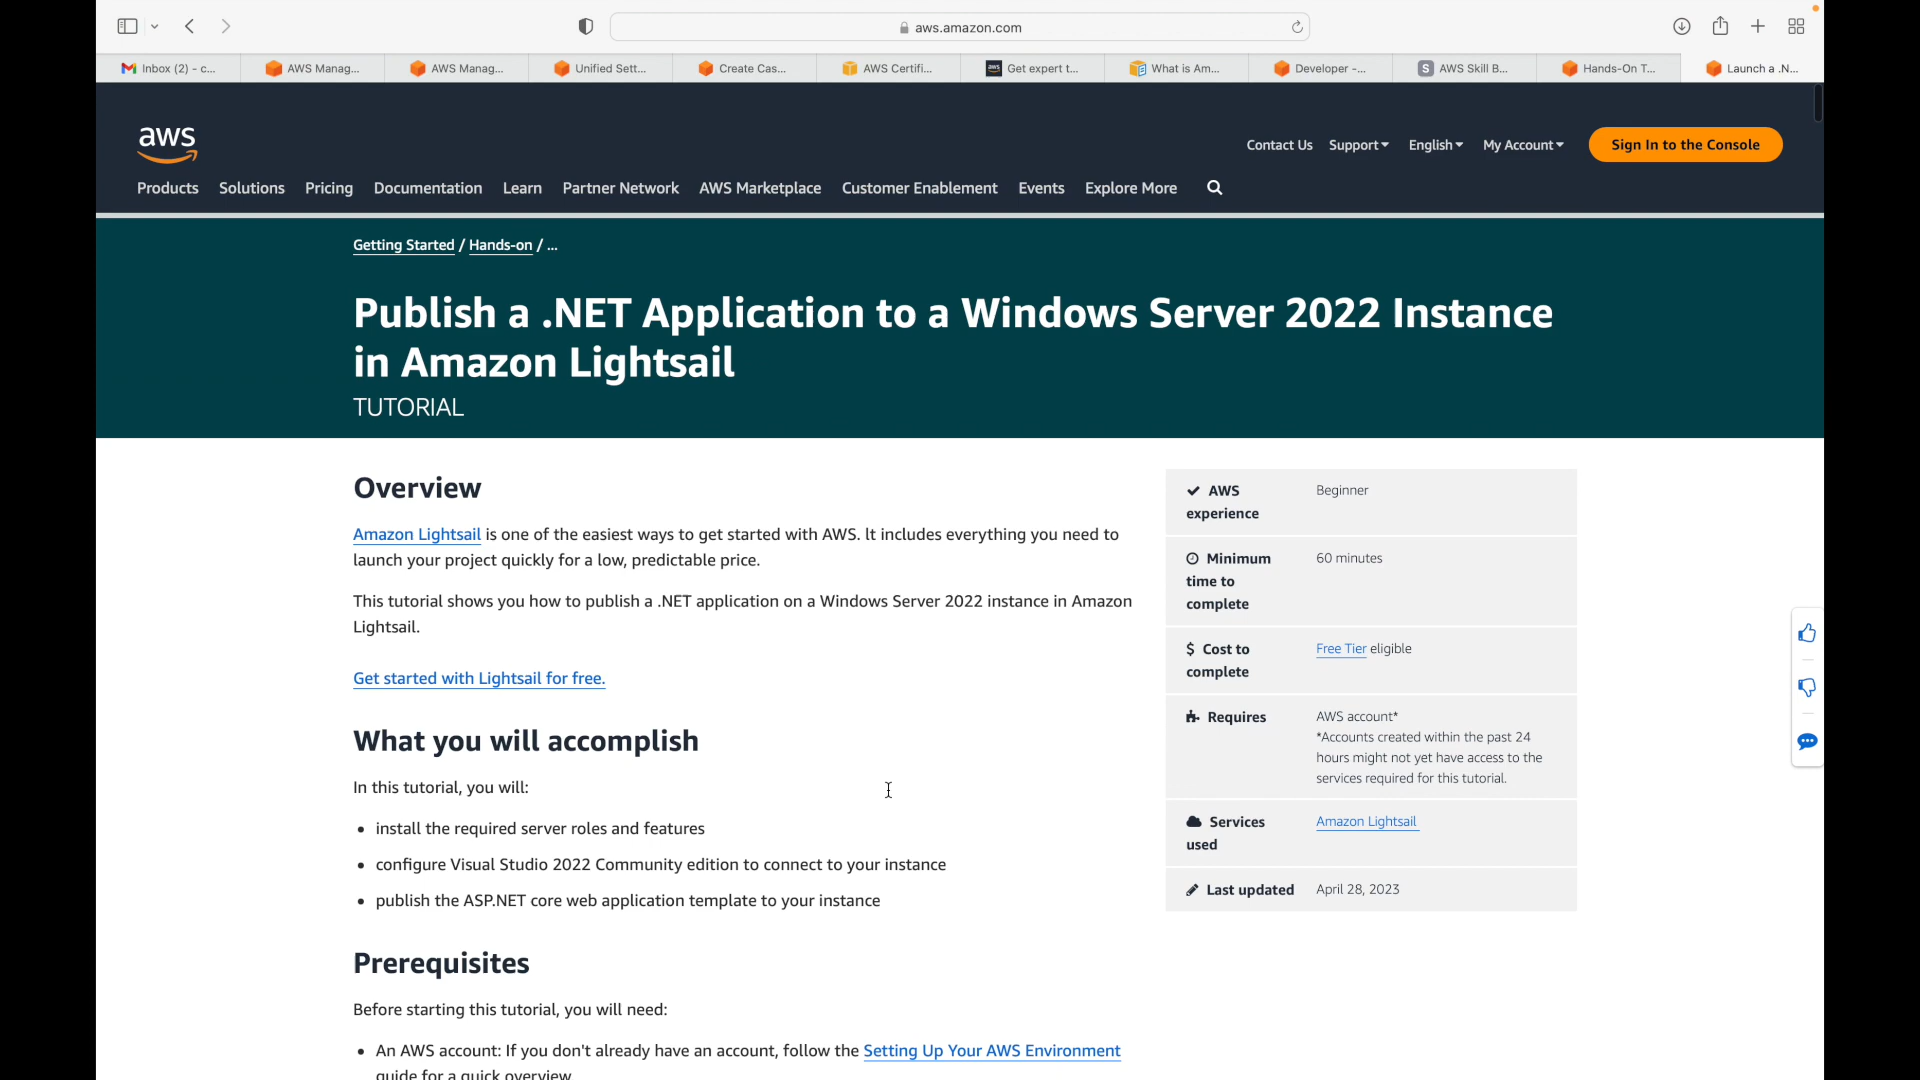 aws.amazon.com
Inbox (2) - c...
AWS Manag...
AWS Manag...
Unified Sett...
Create Cas...
AWS Certifi...
aws
Get expert t...
What is Am...
Developer -...
S
AWS Skill B...
Hands-On T...
Launch a .N...
aws
Contact Us Support English My Account Sign In to the Console
Products Solutions Pricing Documentation Learn Partner Network AWS Marketplace Customer Enablement Events Explore More
Getting Started / Hands-on / ...
Publish a .NET Application to a Windows Server 2022 Instance
in Amazon Lightsail
TUTORIAL
Overview
Amazon Lightsail is one of the easiest ways to get started with AWS. It includes everything you need to
launch your project quickly for a low, predictable price.
This tutorial shows you how to publish a .NET application on a Windows Server 2022 instance in Amazon
Lightsail.
Get started with Lightsail for free.
What you will accomplish
In this tutorial, you will:
• install the required server roles and features
• configure Visual Studio 2022 Community edition to connect to your instance
• publish the ASP.NET core web application template to your instance
Prerequisites
Before starting this tutorial, you will need:
• An AWS account: If you don't already have an account, follow the Setting Up Your AWS Environment
guide for a quick overview.
AWS
experience
Beginner
Minimum
time to
complete
60 minutes
$ Cost to
complete
Free Tier eligible
Requires
AWS account*
*Accounts created within the past 24
hours might not yet have access to the
services required for this tutorial.
Services
used
Amazon Lightsail
Last updated
April 28, 2023